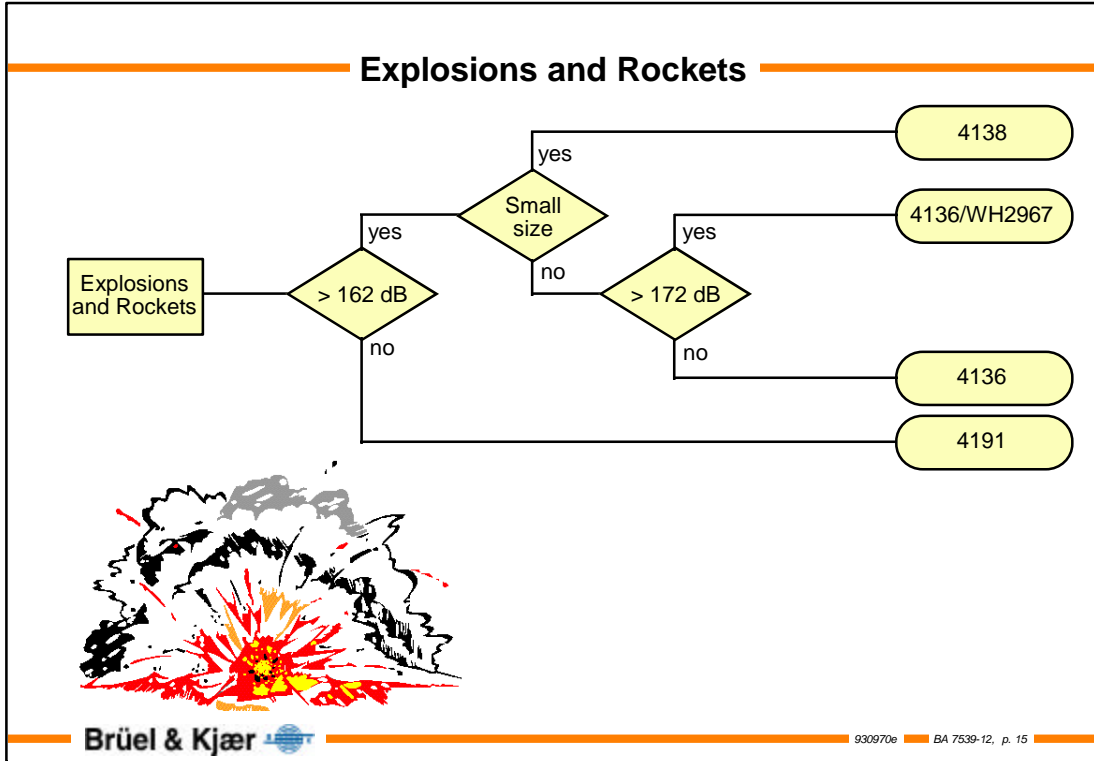 Explosions and Rockets
4138
yes
Small
size
4136/WH2967
yes
yes
no
Explosions
and Rockets
> 162 dB
> 172 dB
no
no
4136
4191
Brüel & Kjær
930970e
BA 7539-12, p. 15